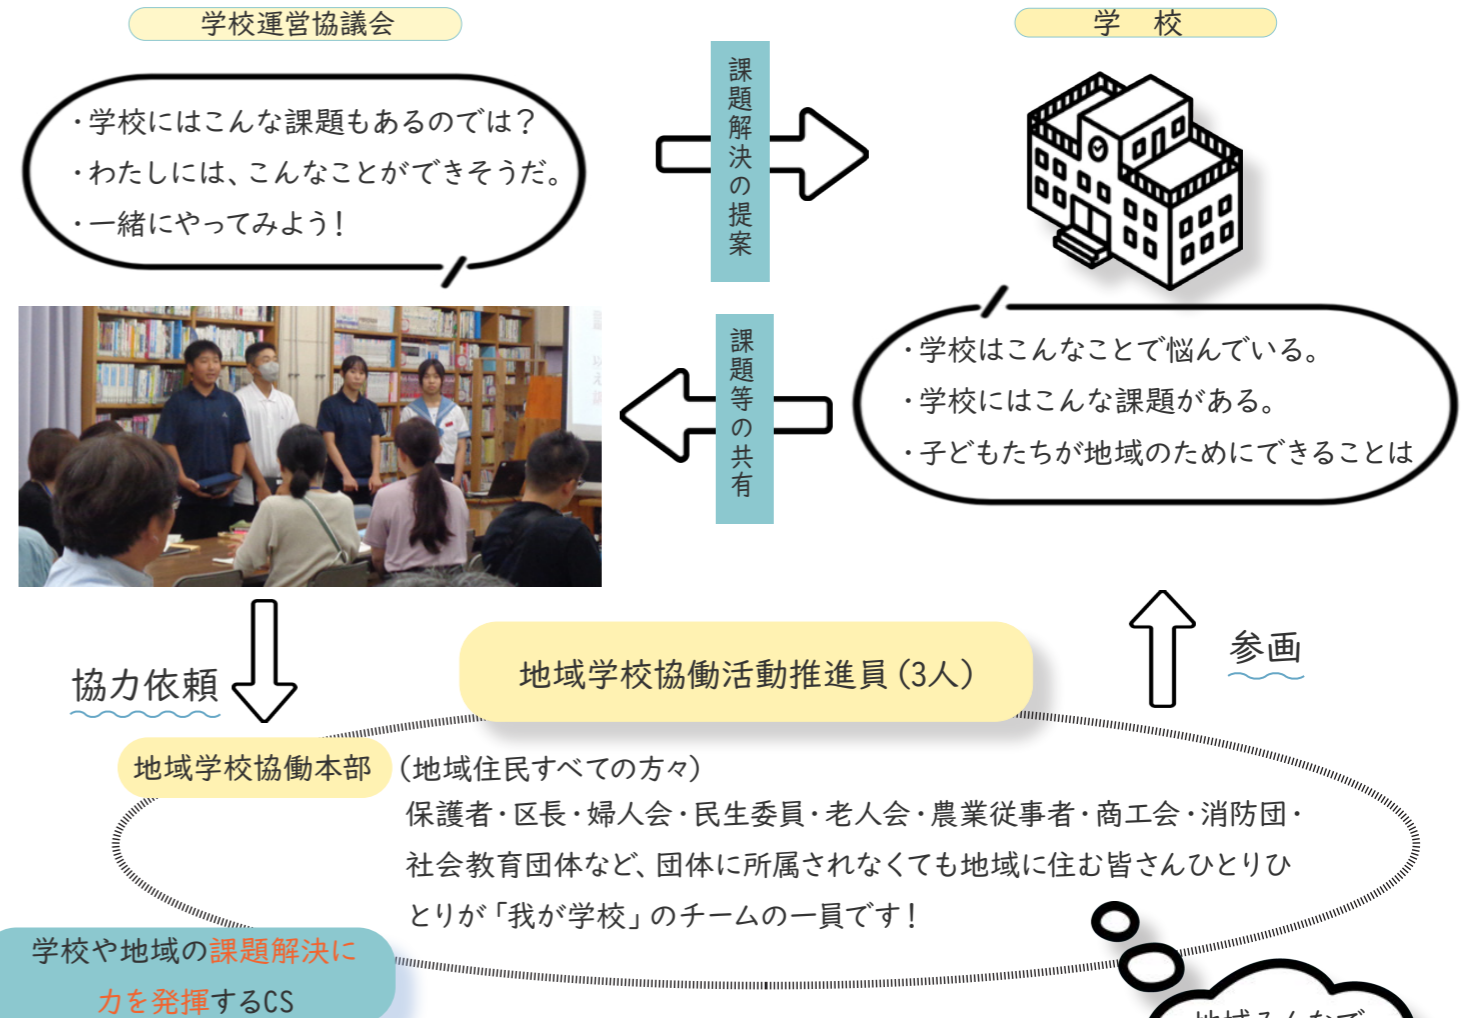 学校運営協議会
学　校
・学校にはこんな課題もあるのでは？
・わたしには、こんなことができそうだ。
・一緒にやってみよう！
課題解決の提案
課題等の共有
・学校はこんなことで悩んでいる。
・学校にはこんな課題がある。
・子どもたちが地域のためにできることは
協力依頼
参画
地域学校協働活動推進員（3人）
地域学校協働本部
（地域住民すべての方々）
保護者・区長・婦人会・民生委員・老人会・農業従事者・商工会・消防団・
社会教育団体など、団体に所属されなくても地域に住む皆さんひとりひ
とりが「我が学校」のチームの一員です！
学校や地域の課題解決に
力を発揮するCS
地域みんなで